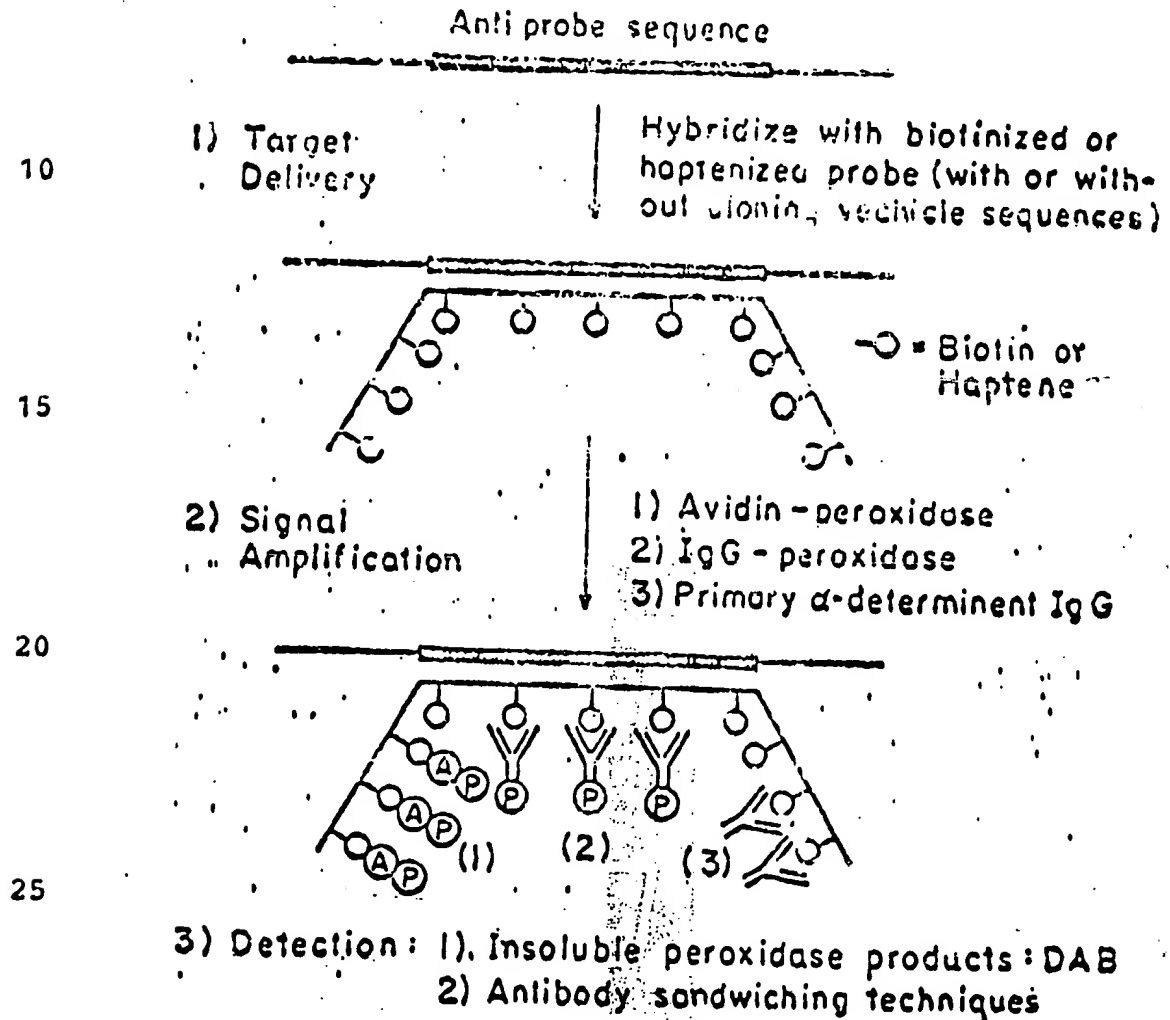 Anti probe sequence
1) Target
Delivery
10
Hybridize with biotinized or
haptenized probe (with or with-
out vechicle sequences)
= Biotin or
Haptene
15
2) Signal
Amplification
1) Avidin-peroxidase
2) IgG-peroxidase
3) Primary α-determinent IgG
20
A P
P P P
A P
(1) (2) (3)
A P
25
3) Detection: 1). Insoluble peroxidase products: DAB
2) Antibody sandwiching techniques